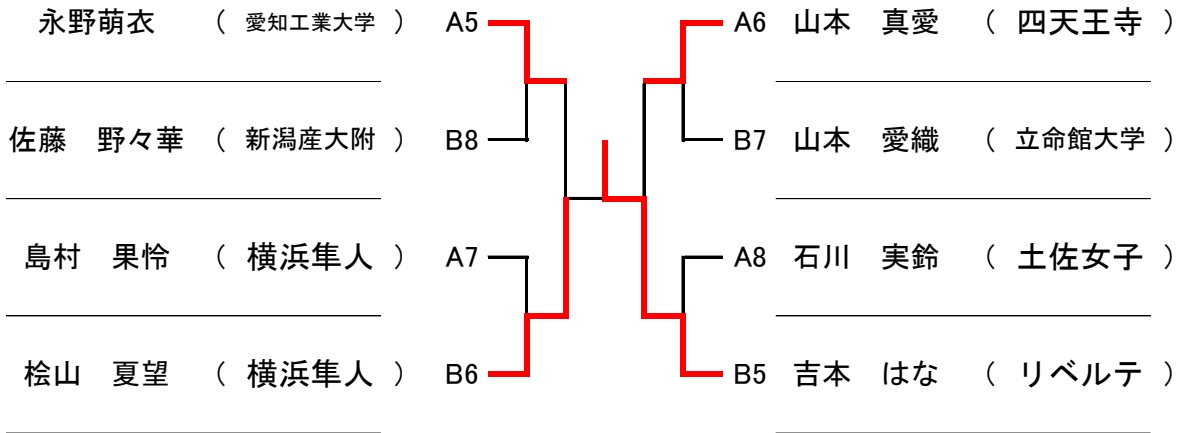 永野萌衣 （ 愛知工業大学 ） A5 A6 山本 真愛 （ 四天王寺 ）
佐藤 野々華 （ 新潟産大附 ） B8 B7 山本 愛織 （ 立命館大学 ）
島村 果怜 （ 横浜隼人 ） A7 A8 石川 実鈴 （ 土佐女子 ）
桧山 夏望 （ 横浜隼人 ） B6 B5 吉本 はな （ リベルテ ）